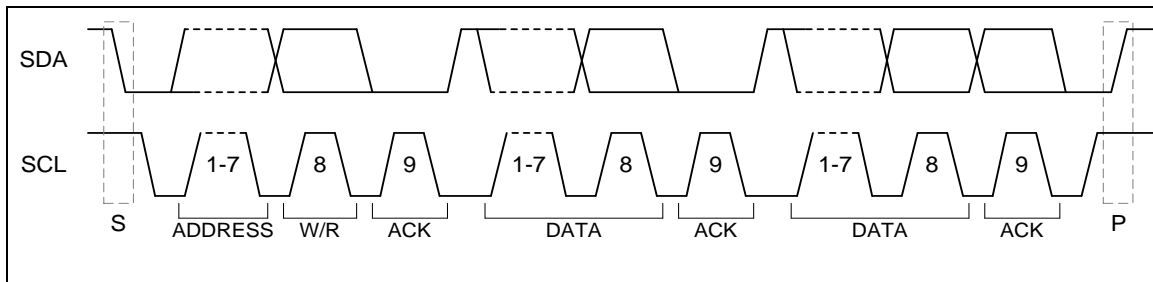 SDA
SCL
1-7 8 9 1-7 8 9 1-7 8 9
S ADDRESS W/R ACK DATA ACK DATA ACK P